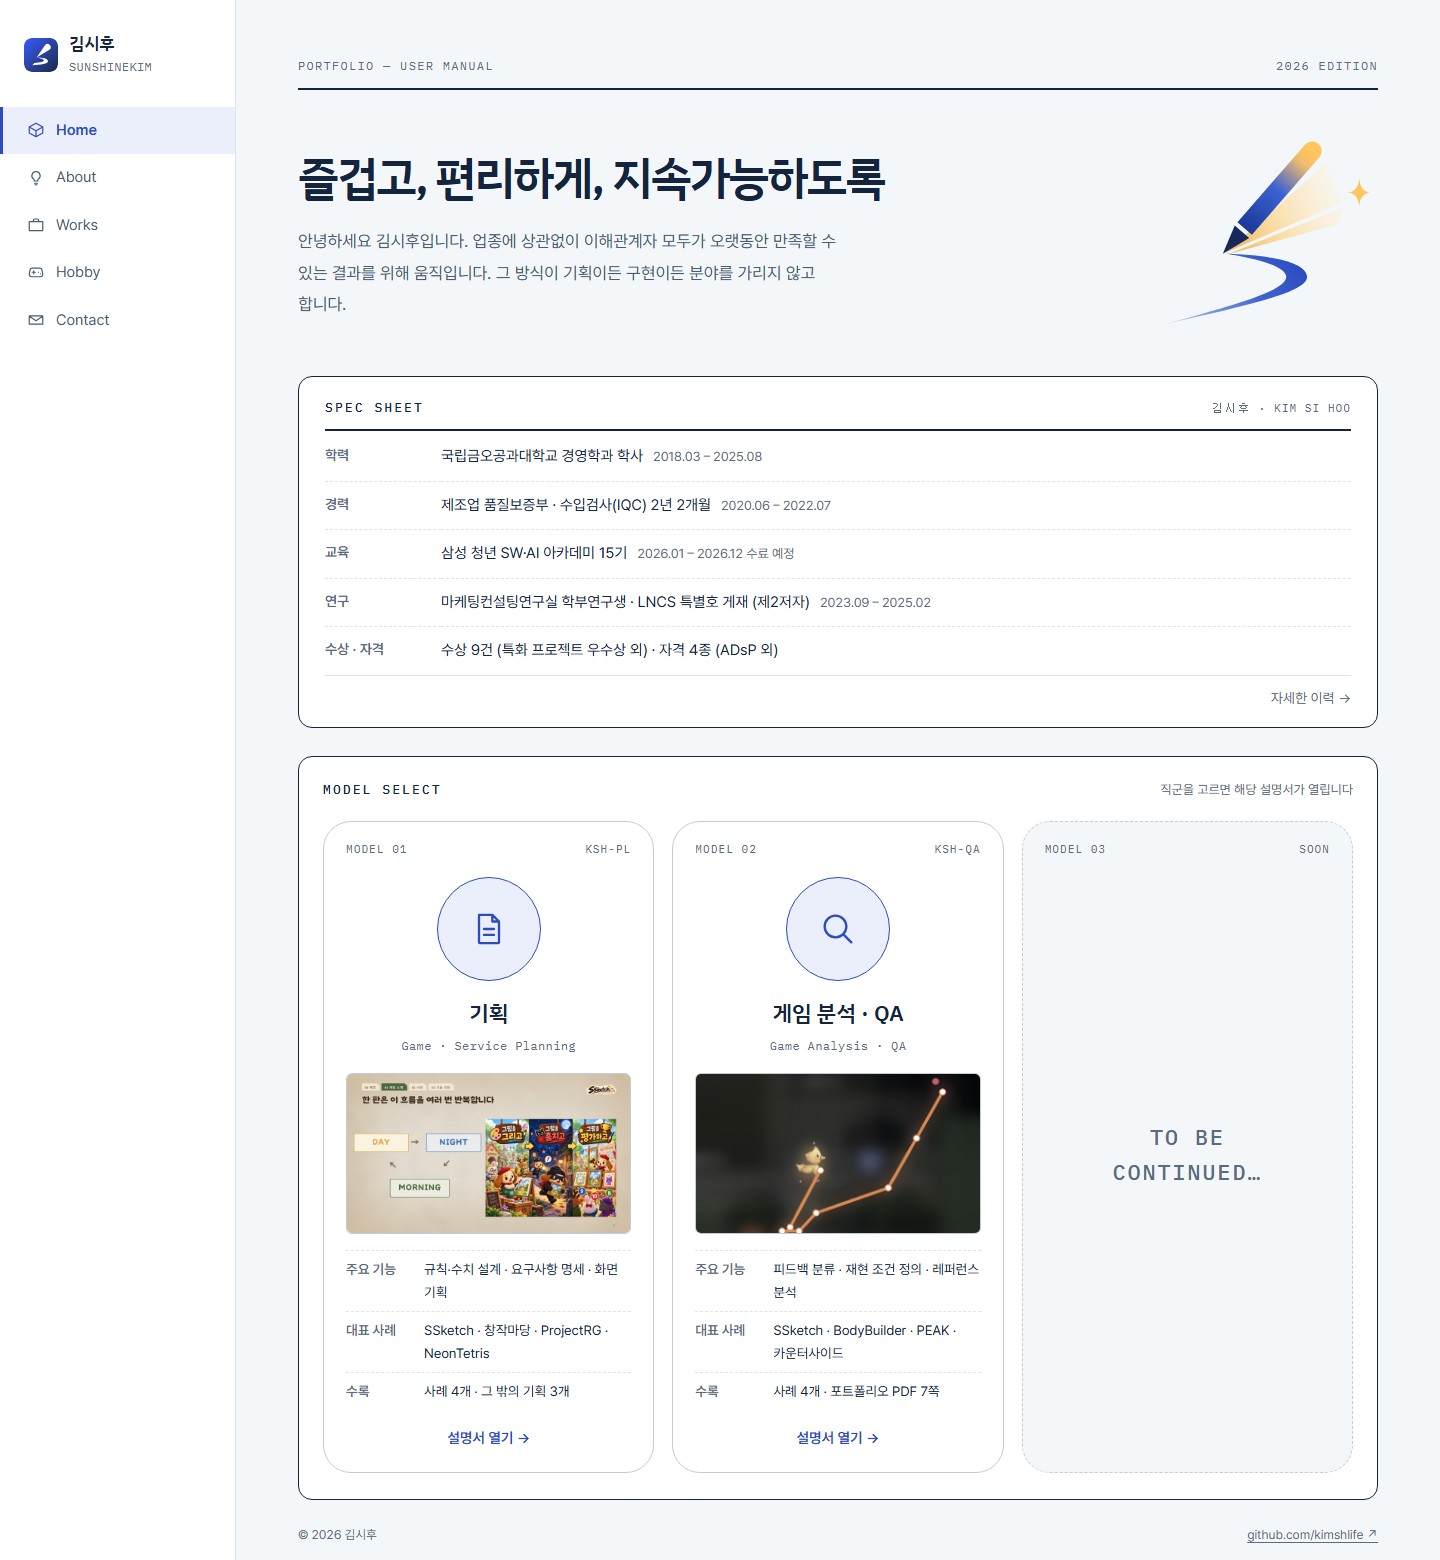 김시후
SUNSHINEKIM
Home
About
Works
Hobby
Contact
PORTFOLIO — USER MANUAL
2026 EDITION
즐겁고, 편리하게, 지속가능하도록
안녕하세요 김시후입니다. 업종에 상관없이 이해관계자 모두가 오랫동안 만족할 수
있는 결과를 위해 움직입니다. 그 방식이 기획이든 구현이든 분야를 가리지 않고
합니다.
SPEC SHEET
김시후 · KIM SI HOO
학력 국립금오공과대학교 경영학과 학사 2018.03 – 2025.08
경력 제조업 품질보증부 · 수입검사(IQC) 2년 2개월 2020.06 – 2022.07
교육 삼성 청년 SW·AI 아카데미 15기 2026.01 – 2026.12 수료 예정
연구 마케팅컨설팅연구실 학부연구생 · LNCS 특별호 게재 (제2저자) 2023.09 – 2025.02
수상 · 자격 수상 9건 (특화 프로젝트 우수상 외) · 자격 4종 (ADsP 외)
자세한 이력 →
MODEL SELECT
직군을 고르면 해당 설명서가 열립니다
MODEL 01 KSH-PL
기획
Game · Service Planning
한 판은 이 흐름을 여러 번 반복합니다
SSketch
DAY → NIGHT
MORNING
그림을 그리고
그림을 훔치고
그림을 평가하고
주요 기능 규칙·수치 설계 · 요구사항 명세 · 화면
기획
대표 사례 SSketch · 창작마당 · ProjectRG ·
NeonTetris
수록 사례 4개 · 그 밖의 기획 3개
설명서 열기 →
MODEL 02 KSH-QA
게임 분석 · QA
Game Analysis · QA
주요 기능 피드백 분류 · 재현 조건 정의 · 레퍼런스
분석
대표 사례 SSketch · BodyBuilder · PEAK ·
카운터사이드
수록 사례 4개 · 포트폴리오 PDF 7쪽
설명서 열기 →
MODEL 03 SOON
TO BE
CONTINUED…
© 2026 김시후
github.com/kimshlife ↗